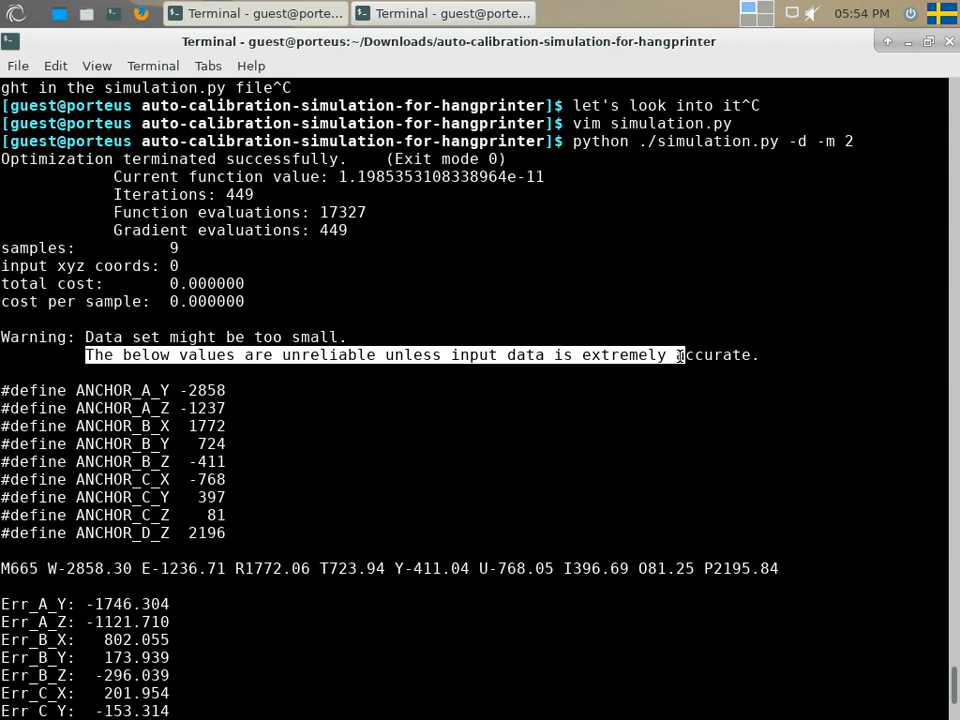 Terminal - guest@porte...
Terminal - guest@porte...
05:54 PM
Terminal - guest@porteus:~/Downloads/auto-calibration-simulation-for-hangprinter
File Edit View Terminal Tabs Help
ght in the simulation.py file^C
[guest@porteus auto-calibration-simulation-for-hangprinter]$ let's look into it^C
[guest@porteus auto-calibration-simulation-for-hangprinter]$ vim simulation.py
[guest@porteus auto-calibration-simulation-for-hangprinter]$ python ./simulation.py -d -m 2
Optimization terminated successfully.    (Exit mode 0)
            Current function value: 1.1985353108338964e-11
            Iterations: 449
            Function evaluations: 17327
            Gradient evaluations: 449
samples:          9
input xyz coords: 0
total cost:       0.000000
cost per sample:  0.000000
Warning: Data set might be too small.
         The below values are unreliable unless input data is extremely accurate.
#define ANCHOR_A_Y -2858
#define ANCHOR_A_Z -1237
#define ANCHOR_B_X  1772
#define ANCHOR_B_Y   724
#define ANCHOR_B_Z  -411
#define ANCHOR_C_X  -768
#define ANCHOR_C_Y   397
#define ANCHOR_C_Z    81
#define ANCHOR_D_Z  2196
M665 W-2858.30 E-1236.71 R1772.06 T723.94 Y-411.04 U-768.05 I396.69 O81.25 P2195.84
Err_A_Y: -1746.304
Err_A_Z: -1121.710
Err_B_X:   802.055
Err_B_Y:   173.939
Err_B_Z:  -296.039
Err_C_X:   201.954
Err_C_Y:  -153.314